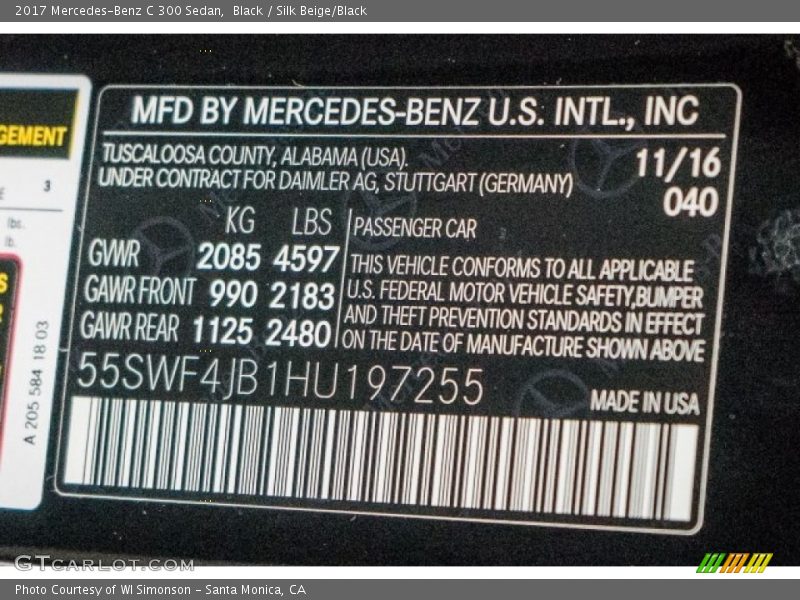 2017 Mercedes-Benz C 300 Sedan,  Black / Silk Beige/Black
GEMENT
3
lbs.
lb.
A 205 584 18 03
MFD BY MERCEDES-BENZ U.S. INTL., INC
TUSCALOOSA COUNTY, ALABAMA (USA).
UNDER CONTRACT FOR DAIMLER AG, STUTTGART (GERMANY)
11/16
040
KG LBS
GWR 2085 4597
GAWR FRONT 990 2183
GAWR REAR 1125 2480
PASSENGER CAR
THIS VEHICLE CONFORMS TO ALL APPLICABLE
U.S. FEDERAL MOTOR VEHICLE SAFETY,BUMPER
AND THEFT PREVENTION STANDARDS IN EFFECT
ON THE DATE OF MANUFACTURE SHOWN ABOVE
55SWF4JB1HU197255
MADE IN USA
GTCARLOT.COM
Photo Courtesy of WI Simonson - Santa Monica, CA